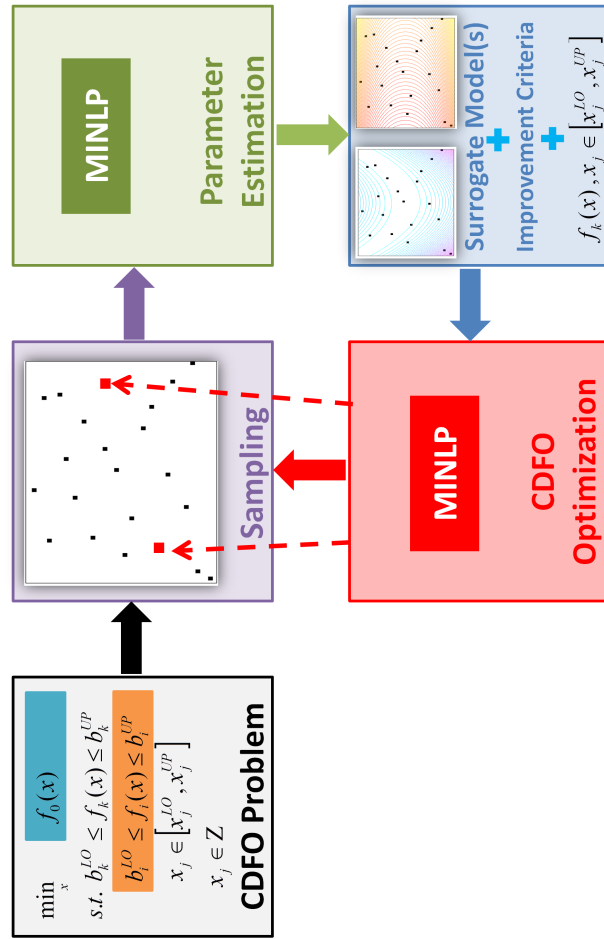 min x f₀(x)
s.t. b_k^{LO} ≤ f_k(x) ≤ b_k^{UP}
b_i^{LO} ≤ f_i(x) ≤ b_i^{UP}
x_j ∈ [x_j^{LO}, x_j^{UP}]
x_j ∈ Z
CDFO Problem
Sampling
MINLP
Parameter
Estimation
Surrogate Model(s)
+
Improvement Criteria
+
f_k(x), x_j ∈ [x_j^{LO}, x_j^{UP}]
MINLP
CDFO
Optimization